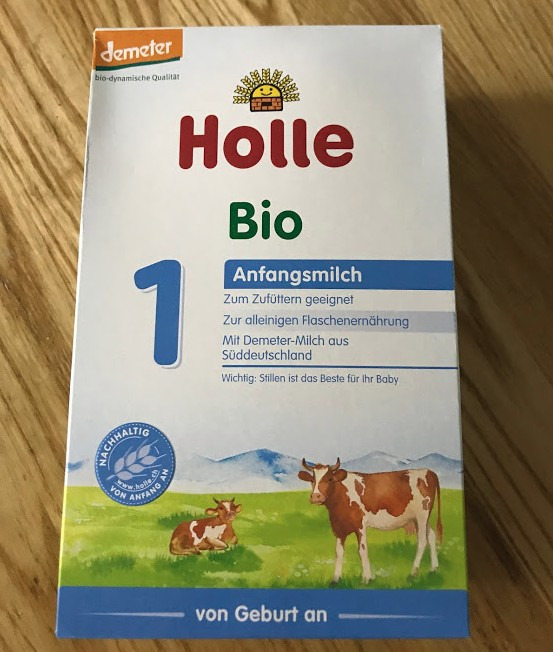 demeter
bio-dynamische Qualität
Holle
Bio
1
Anfangsmilch
Zum Zufüttern geeignet
Zur alleinigen Flaschenernährung
Mit Demeter-Milch aus
Süddeutschland
Wichtig: Stillen ist das Beste für Ihr Baby
NACHHALTIG
www.holle.ch
VON ANFANG AN
von Geburt an